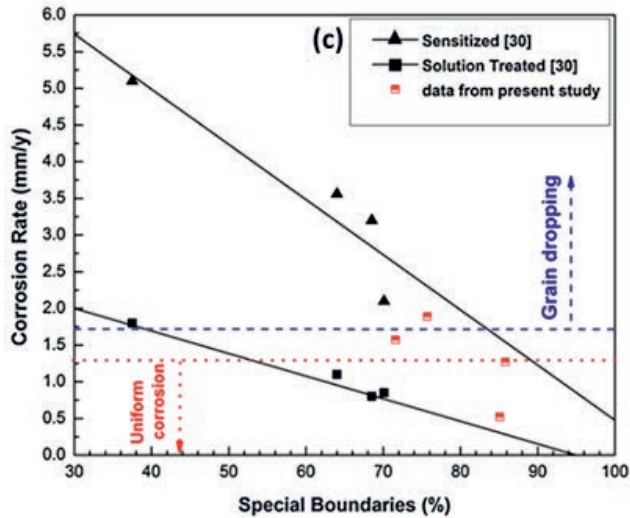 (c)
Sensitized [30]
Solution Treated [30]
data from present study
6.0
5.5
5.0
4.5
4.0
3.5
3.0
2.5
2.0
1.5
1.0
0.5
0.0
Corrosion Rate (mm/y)
Grain dropping
Uniform
corrosion
30 40 50 60 70 80 90 100
Special Boundaries (%)